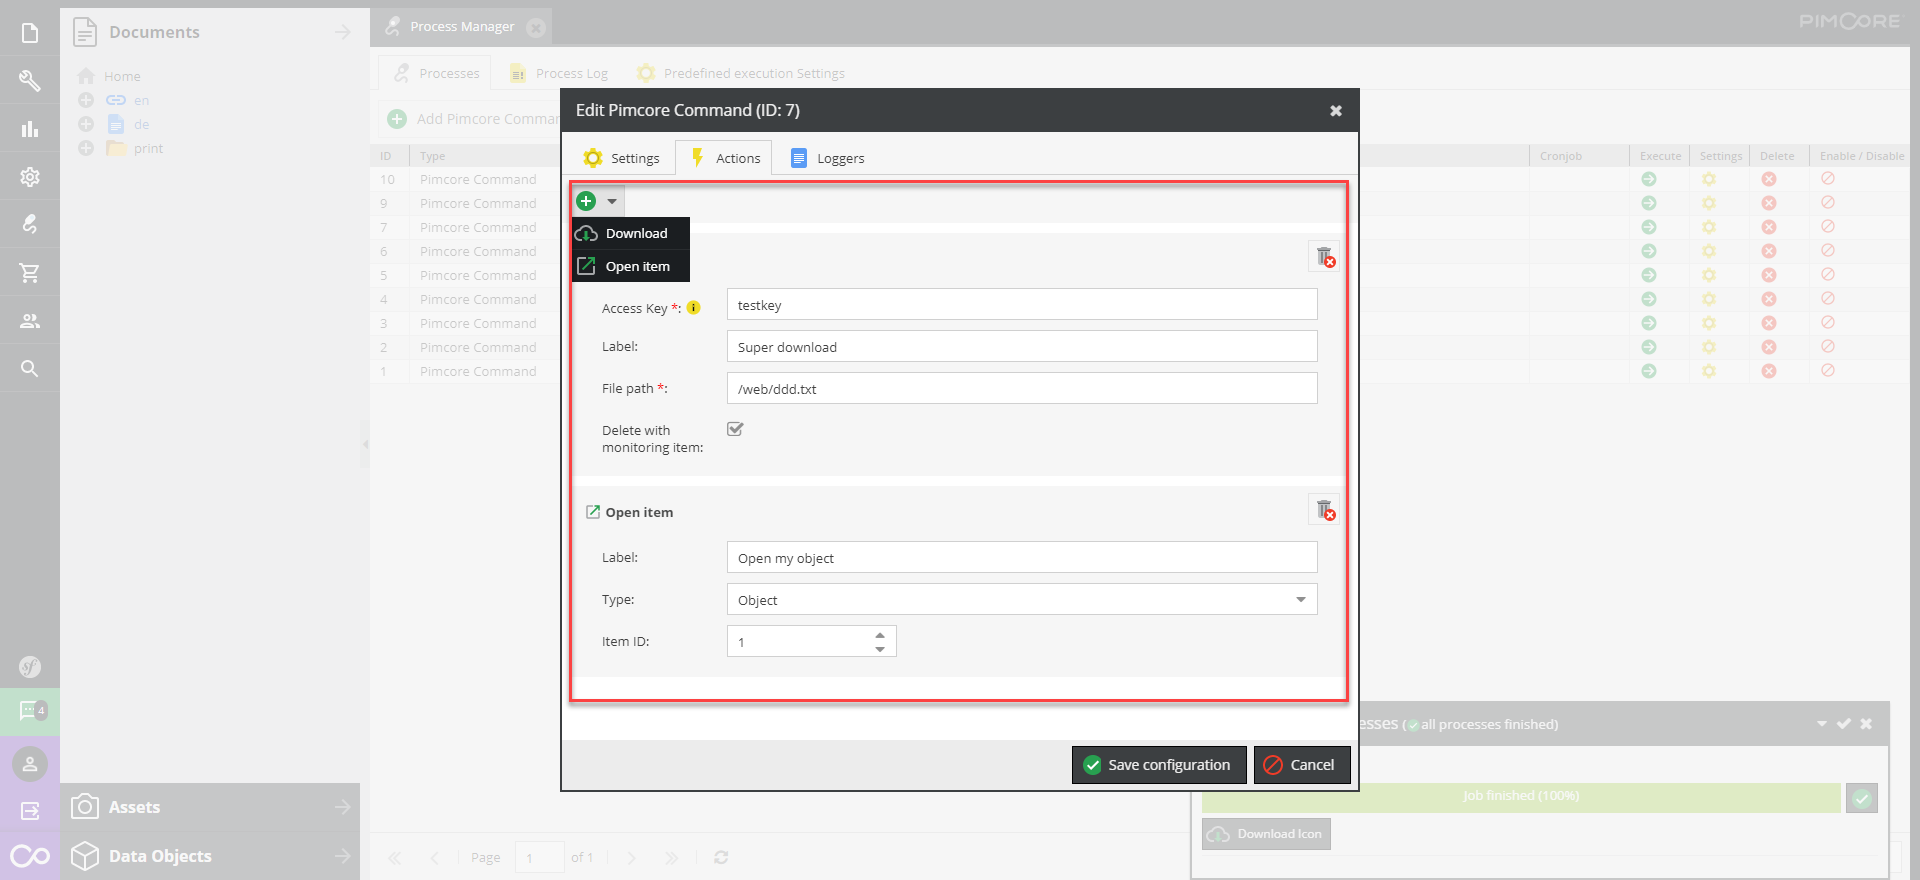 Documents
Process Manager
PIMCORE
Home
en
de
print
Processes
Process Log
Predefined execution Settings
Add Pimcore Comma
ID Type Cronjob Execute Settings Delete Enable / Disable
10 Pimcore Command
9 Pimcore Command
7 Pimcore Command
6 Pimcore Command
5 Pimcore Command
4 Pimcore Command
3 Pimcore Command
2 Pimcore Command
1 Pimcore Command
Edit Pimcore Command (ID: 7)
Settings
Actions
Loggers
Download
Open item
Access Key *: testkey
Label: Super download
File path *: /web/ddd.txt
Delete with
monitoring item:
Open item
Label: Open my object
Type: Object
Item ID: 1
Save configuration
Cancel
sf
4
Assets
Data Objects
Page 1 of 1
esses ( all processes finished)
Job finished (100%)
Download Icon